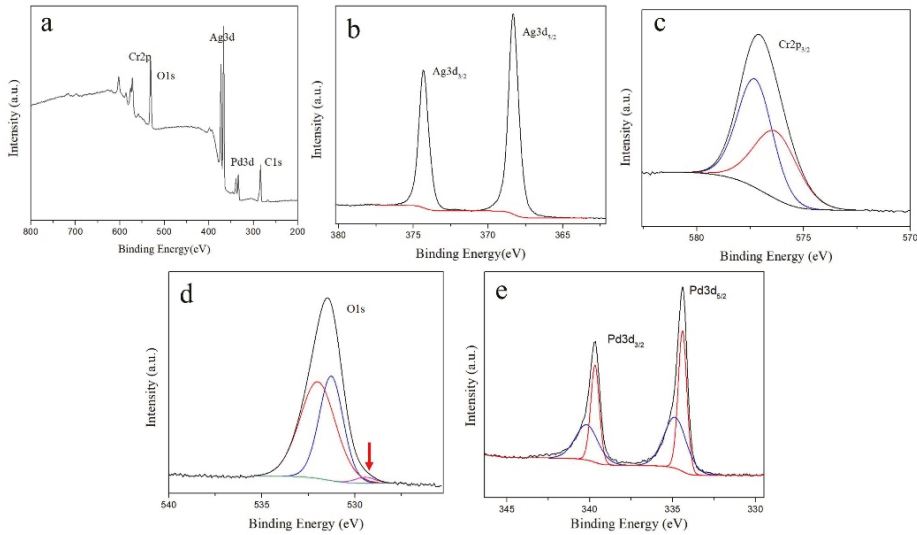 a
Ag3d
Cr2p
O1s
Pd3d
C1s
Intensity (a.u.)
800 700 600 500 400 300 200
Binding Energy(eV)
b
Ag3d5/2
Ag3d3/2
Intensity (a.u.)
380 375 370 365
Binding Energy(eV)
c
Cr2p3/2
Intensity (a.u.)
580 575 570
Binding Energy (eV)
d
O1s
Intensity (a.u.)
540 535 530
Binding Energy (eV)
e
Pd3d5/2
Pd3d3/2
Intensity (a.u.)
345 340 335 330
Binding Energy (eV)